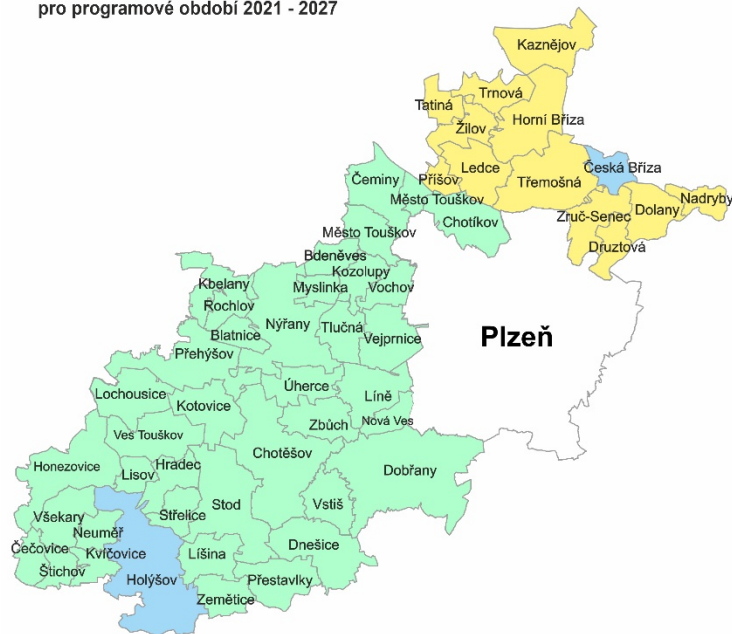 pro programové období 2021 - 2027
Kaznějov
Trnová
Tatiná
Horní Bříza
Žilov
Česká Bříza
Ledce
Příšov
Třemošná
Čeminy
Město Touškov
Nadryby
Dolany
Zruč-Senec
Chotíkov
Město Touškov
Druztová
Bdeněves
Kozolupy
Kbelany
Myslinka
Vochov
Rochlov
Nýřany
Tlučná
Blatnice
Vejprnice
Plzeň
Přehýšov
Úherce
Lochousice
Líně
Kotovice
Zbůch
Nová Ves
Ves Touškov
Chotěšov
Honezovice
Hradec
Dobřany
Lisov
Stod
Vstiš
Střelice
Všekary
Neuměř
Dnešice
Čečovice
Kvíčovice
Líšina
Štichov
Holýšov
Přestavlky
Zemětice